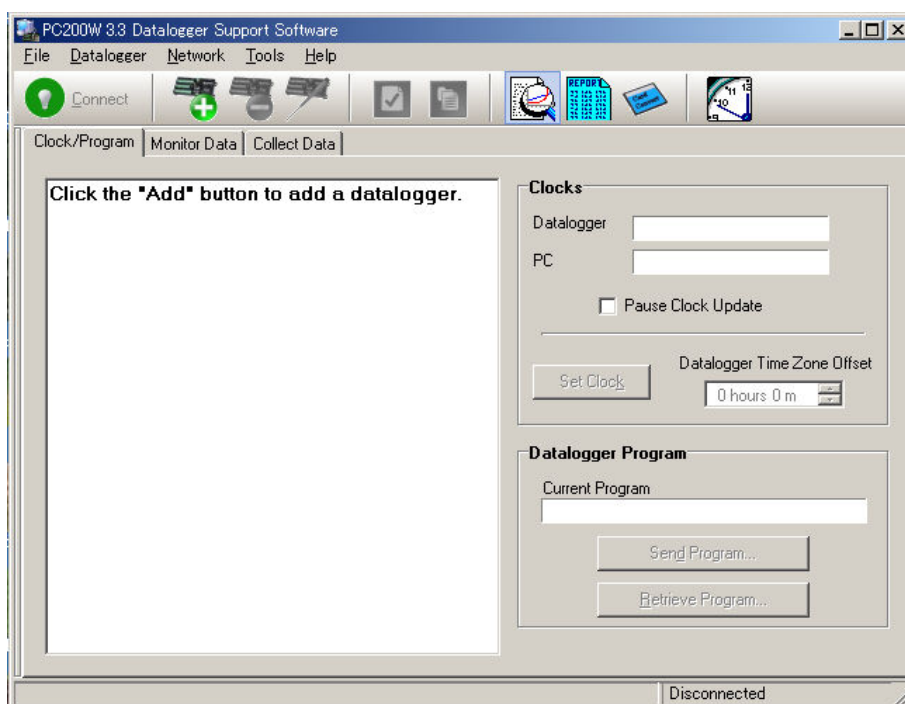 PC200W 3.3 Datalogger Support Software
File Datalogger Network Tools Help
Connect
REPORT
Clock/Program Monitor Data Collect Data
Click the "Add" button to add a datalogger.
Clocks
Datalogger
PC
Pause Clock Update
Set Clock
Datalogger Time Zone Offset
0 hours 0 m
Datalogger Program
Current Program
Send Program...
Retrieve Program...
Disconnected